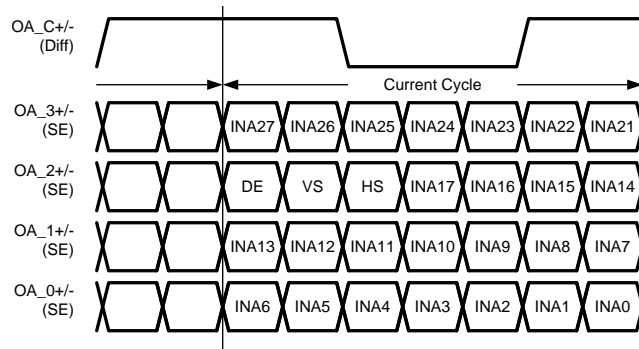 OA_C+/-
(Diff)
Current Cycle
OA_3+/-
(SE)
INA27 INA26 INA25 INA24 INA23 INA22 INA21
OA_2+/-
(SE)
DE VS HS INA17 INA16 INA15 INA14
OA_1+/-
(SE)
INA13 INA12 INA11 INA10 INA9 INA8 INA7
OA_0+/-
(SE)
INA6 INA5 INA4 INA3 INA2 INA1 INA0